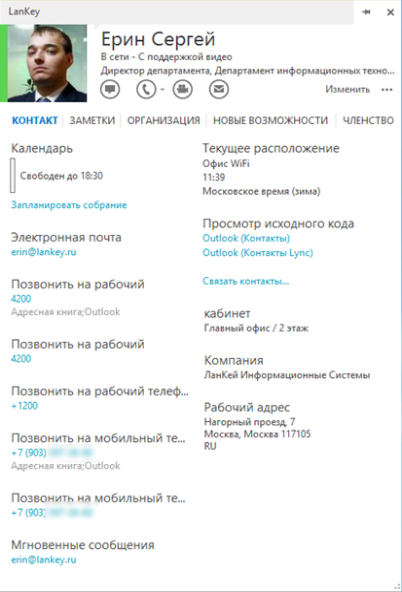 LanKey
Ерин Сергей
В сети - С поддержкой видео
Директор департамента, Департамент информационных техно...
Изменить
КОНТАКТ ЗАМЕТКИ ОРГАНИЗАЦИЯ НОВЫЕ ВОЗМОЖНОСТИ ЧЛЕНСТВО
Календарь
Свободен до 18:30
Запланировать собрание
Электронная почта
erin@lankey.ru
Позвонить на рабочий
4200
Адресная книга;Outlook
Позвонить на рабочий
4200
Позвонить на рабочий телеф...
+1200
Позвонить на мобильный те...
+7 (903)
Адресная книга;Outlook
Позвонить на мобильный те...
+7 (903)
Мгновенные сообщения
erin@lankey.ru
Текущее расположение
Офис WiFi
11:39
Московское время (зима)
Просмотр исходного кода
Outlook (Контакты)
Outlook (Контакты Lync)
Связать контакты...
кабинет
Главный офис / 2 этаж
Компания
ЛанКей Информационные Системы
Рабочий адрес
Нагорный проезд, 7
Москва, Москва 117105
RU